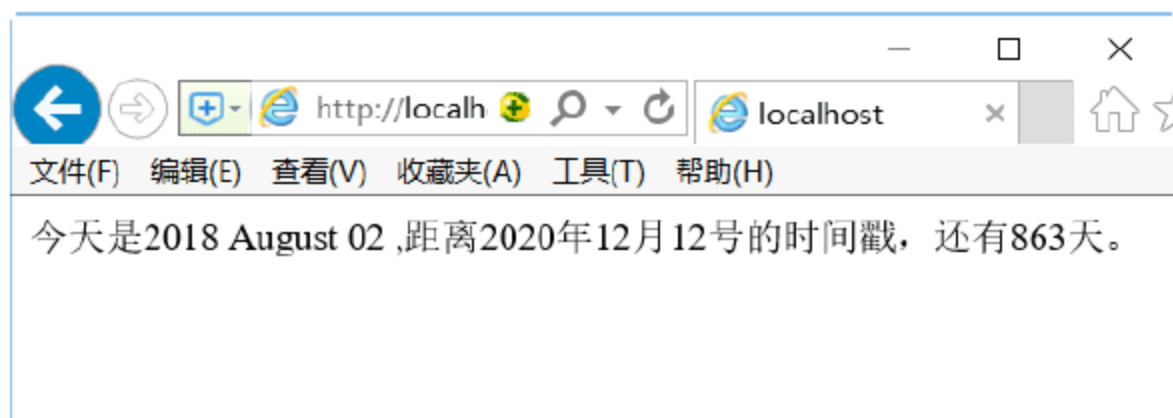 http://localh
localhost
文件(F) 编辑(E) 查看(V) 收藏夹(A) 工具(T) 帮助(H)
今天是2018 August 02 ,距离2020年12月12号的时间戳，还有863天。